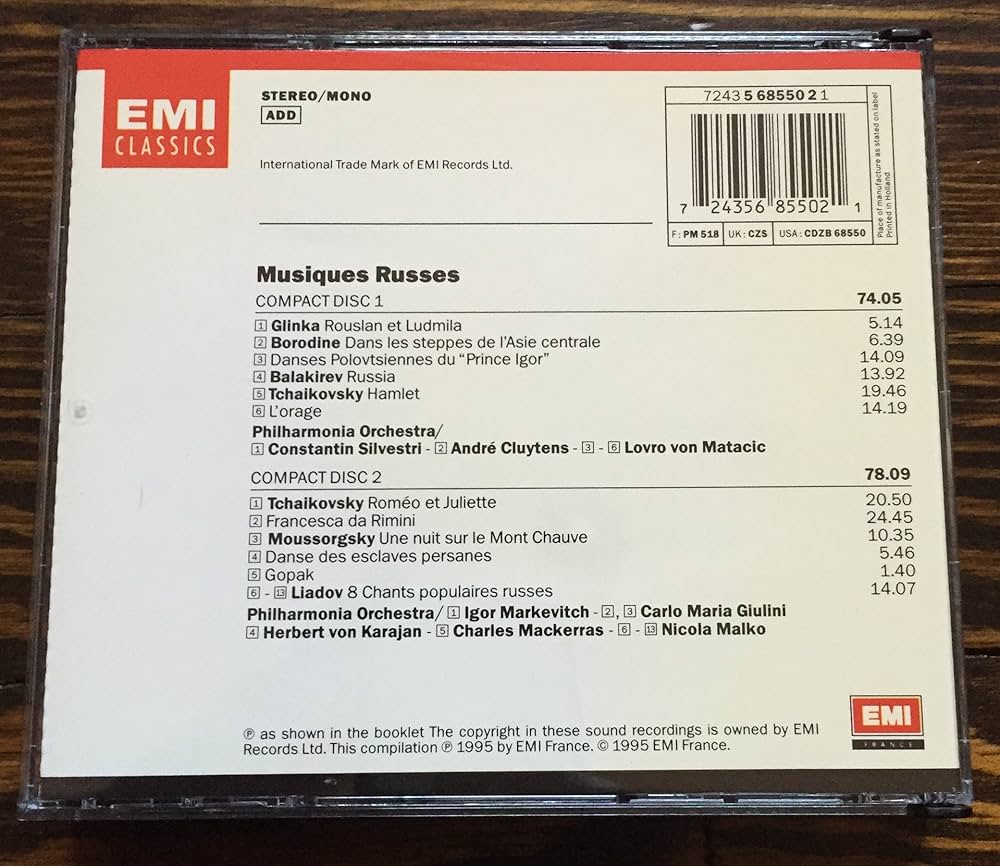 EMI
CLASSICS
STEREO/MONO
ADD
International Trade Mark of EMI Records Ltd.
7243 5 68550 2 1
7 24356 85502 1
F: PM 518 UK: CZS USA: CDZB 68550
Place of manufacture as stated on label
Printed in Holland
Musiques Russes
COMPACT DISC 1 74.05
1 Glinka Rouslan et Ludmila 5.14
2 Borodine Dans les steppes de l'Asie centrale 6.39
3 Danses Polovtsiennes du "Prince Igor" 14.09
4 Balakirev Russia 13.92
5 Tchaikovsky Hamlet 19.46
6 L'orage 14.19
Philharmonia Orchestra/
1 Constantin Silvestri - 2 André Cluytens - 3 - 6 Lovro von Matacic
COMPACT DISC 2 78.09
1 Tchaikovsky Roméo et Juliette 20.50
2 Francesca da Rimini 24.45
3 Moussorgsky Une nuit sur le Mont Chauve 10.35
4 Danse des esclaves persanes 5.46
5 Gopak 1.40
6 - 13 Liadov 8 Chants populaires russes 14.07
Philharmonia Orchestra/ 1 Igor Markevitch - 2, 3 Carlo Maria Giulini
4 Herbert von Karajan - 5 Charles Mackerras - 6 - 13 Nicola Malko
℗ as shown in the booklet The copyright in these sound recordings is owned by EMI
Records Ltd. This compilation ℗ 1995 by EMI France. © 1995 EMI France.
EMI
FRANCE